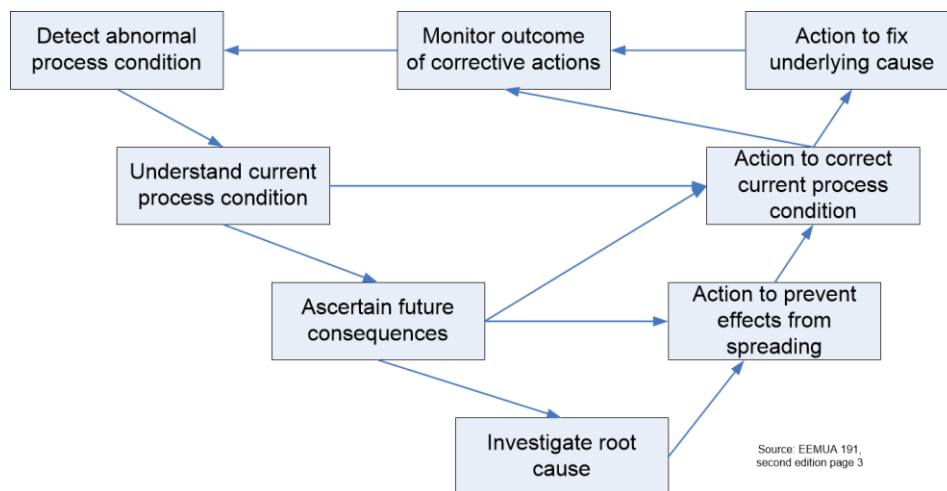 Detect abnormal
process condition
Monitor outcome
of corrective actions
Action to fix
underlying cause
Understand current
process condition
Action to correct
current process
condition
Ascertain future
consequences
Action to prevent
effects from
spreading
Investigate root
cause
Source: EEMUA 191,
second edition page 3